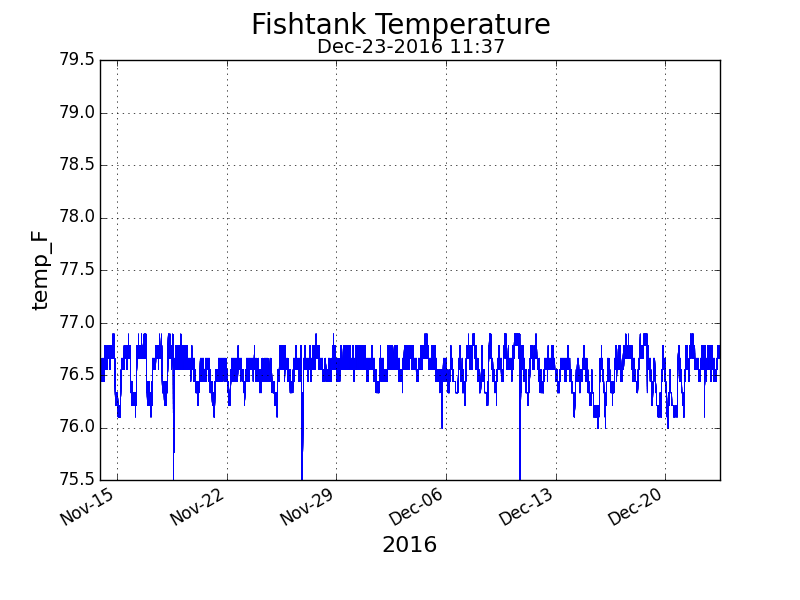 Fishtank Temperature
Dec-23-2016 11:37
79.5
79.0
78.5
78.0
77.5
77.0
76.5
76.0
75.5
temp_F
Nov-15
Nov-22
Nov-29
Dec-06
Dec-13
Dec-20
2016